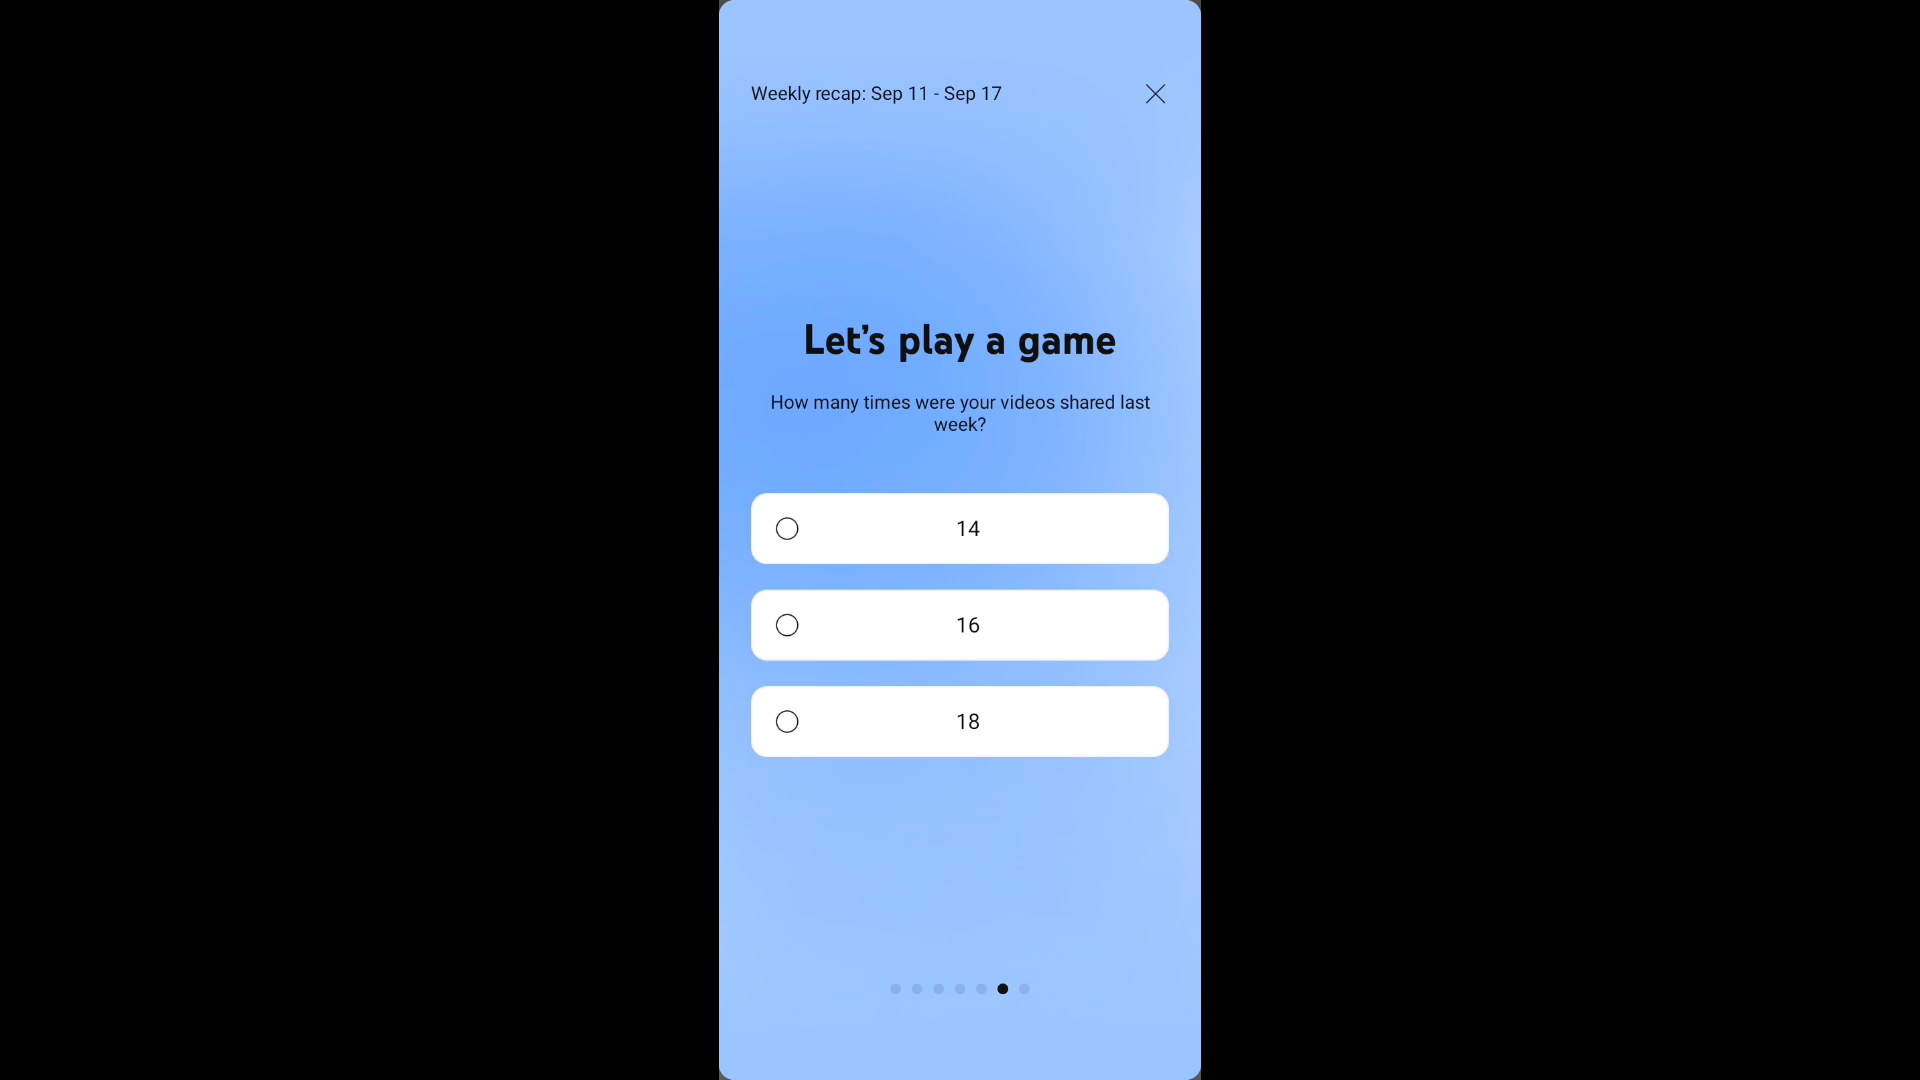 Weekly recap: Sep 11 - Sep 17
Let’s play a game
How many times were your videos shared last
week?
14
16
18